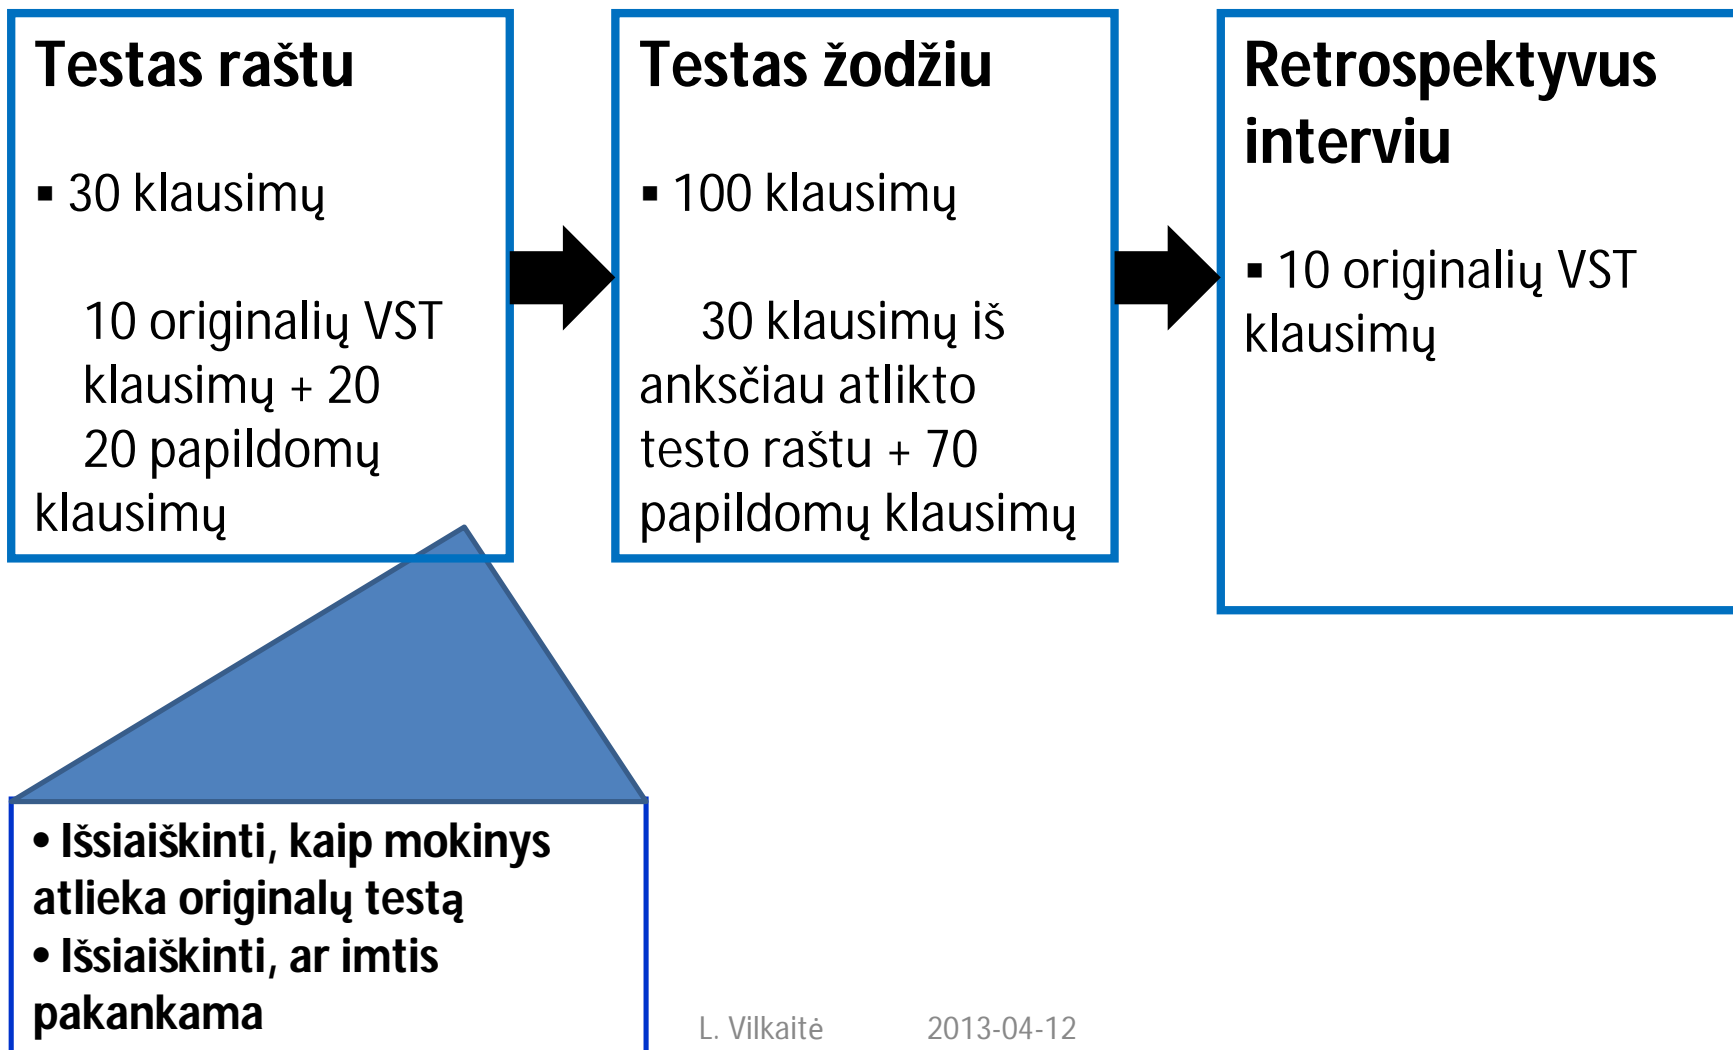 Testas raštu
▪ 30 klausimų
10 originalių VST
klausimų + 20
20 papildomų
klausimų
Testas žodžiu
▪ 100 klausimų
30 klausimų iš
anksčiau atlikto
testo raštu + 70
papildomų klausimų
Retrospektyvus
interviu
▪ 10 originalių VST
klausimų
• Išsiaiškinti, kaip mokinys
atlieka originalų testą
• Išsiaiškinti, ar imtis
pakankama
L. Vilkaitė 2013-04-12